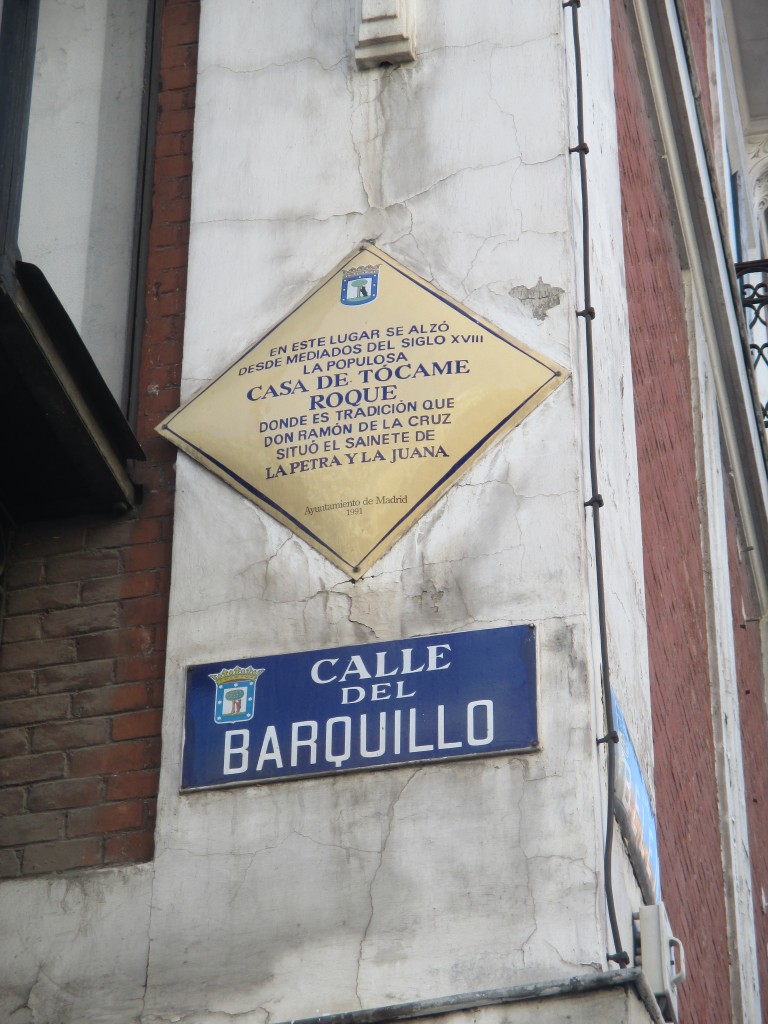 EN ESTE LUGAR SE ALZÓ
DESDE MEDIADOS DEL SIGLO XVIII
LA POPULOSA
CASA DE TÓCAME
ROQUE
DONDE ES TRADICIÓN QUE
DON RAMÓN DE LA CRUZ
SITUÓ EL SAINETE DE
LA PETRA Y LA JUANA
Ayuntamiento de Madrid
1991
CALLE
DEL
BARQUILLO